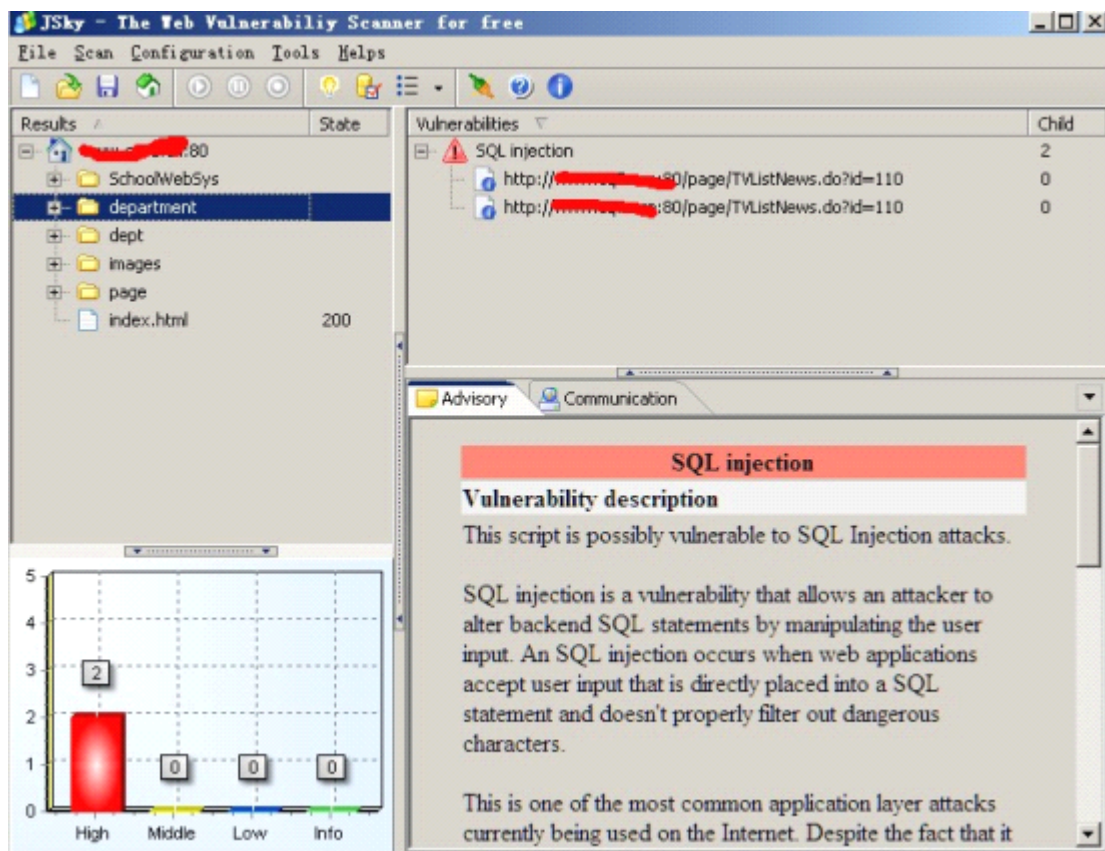 JSky - The Web Vulnerabiliy Scanner for free
File Scan Configuration Tools Helps
Results State
:80
SchoolWebSys
department
dept
images
page
index.html 200
Vulnerabilities Child
SQL injection 2
http:// :80/page/TVListNews.do?id=110 0
http:// :80/page/TVListNews.do?id=110 0
Advisory Communication
SQL injection
Vulnerability description
This script is possibly vulnerable to SQL Injection attacks.
SQL injection is a vulnerability that allows an attacker to
alter backend SQL statements by manipulating the user
input. An SQL injection occurs when web applications
accept user input that is directly placed into a SQL
statement and doesn't properly filter out dangerous
characters.
This is one of the most common application layer attacks
currently being used on the Internet. Despite the fact that it
5
4
3
2
1
0
2
0
0
0
High Middle Low Info